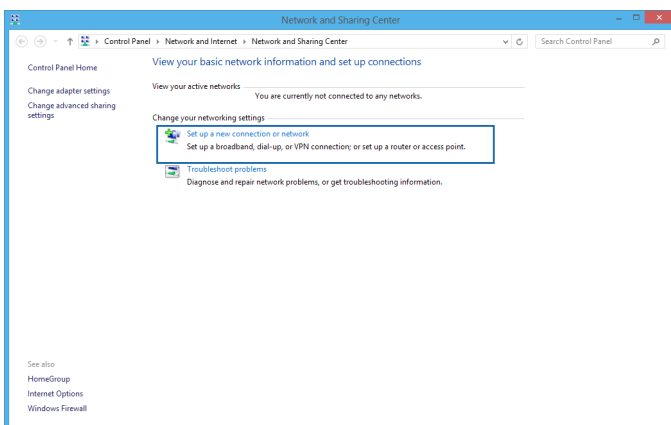 Network and Sharing Center
Control Panel Network and Internet Network and Sharing Center
Search Control Panel
Control Panel Home
Change adapter settings
Change advanced sharing
settings
View your basic network information and set up connections
View your active networks
You are currently not connected to any networks.
Change your networking settings
Set up a new connection or network
Set up a broadband, dial-up, or VPN connection; or set up a router or access point.
Troubleshoot problems
Diagnose and repair network problems, or get troubleshooting information.
See also
HomeGroup
Internet Options
Windows Firewall